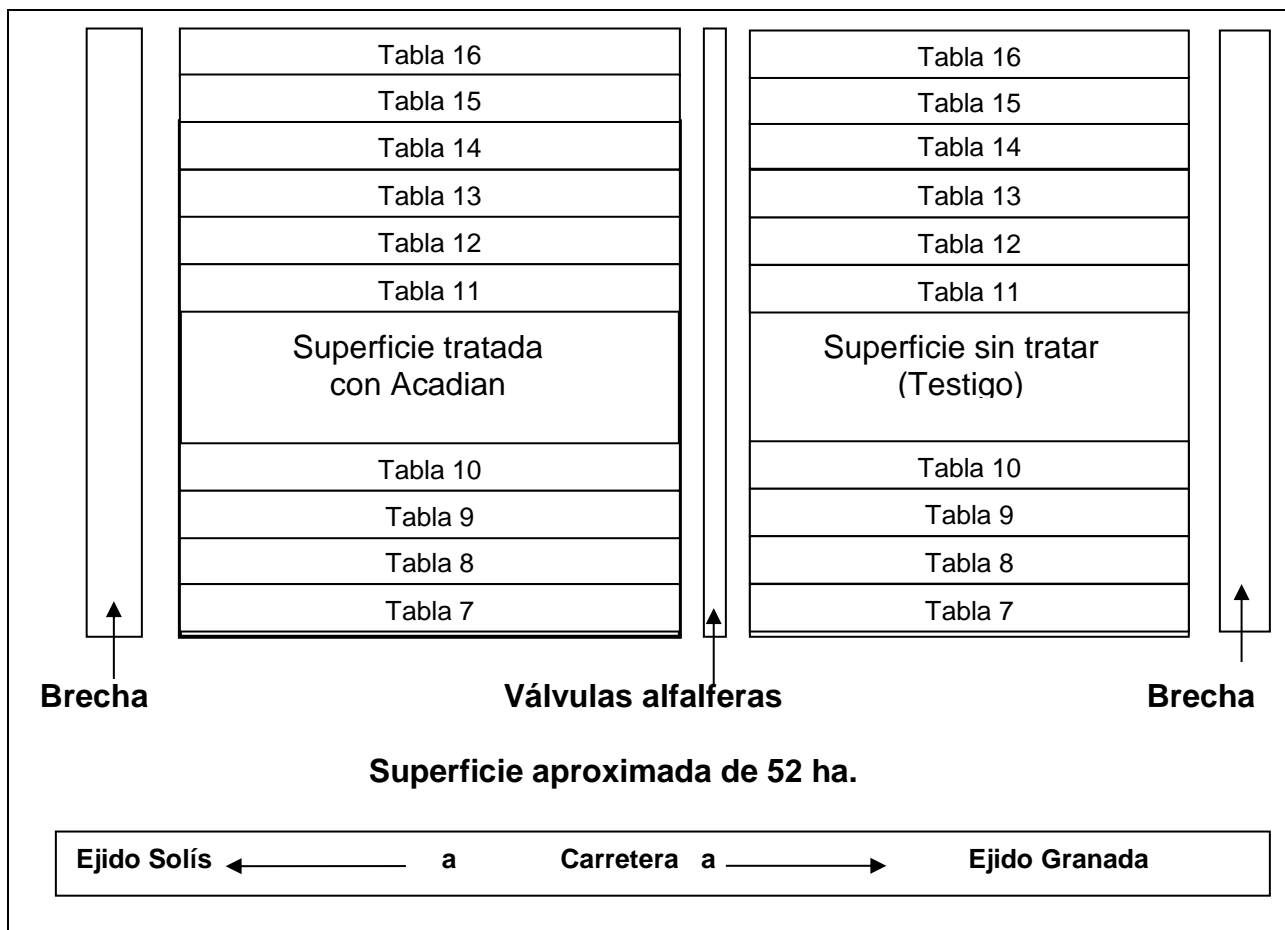 Tabla 16
Tabla 15
Tabla 14
Tabla 13
Tabla 12
Tabla 11
Superficie tratada
con Acadian
Tabla 10
Tabla 9
Tabla 8
Tabla 7
Tabla 16
Tabla 15
Tabla 14
Tabla 13
Tabla 12
Tabla 11
Superficie sin tratar
(Testigo)
Tabla 10
Tabla 9
Tabla 8
Tabla 7
Brecha
Válvulas alfalferas
Brecha
Superficie aproximada de 52 ha.
Ejido Solís a Carretera a Ejido Granada